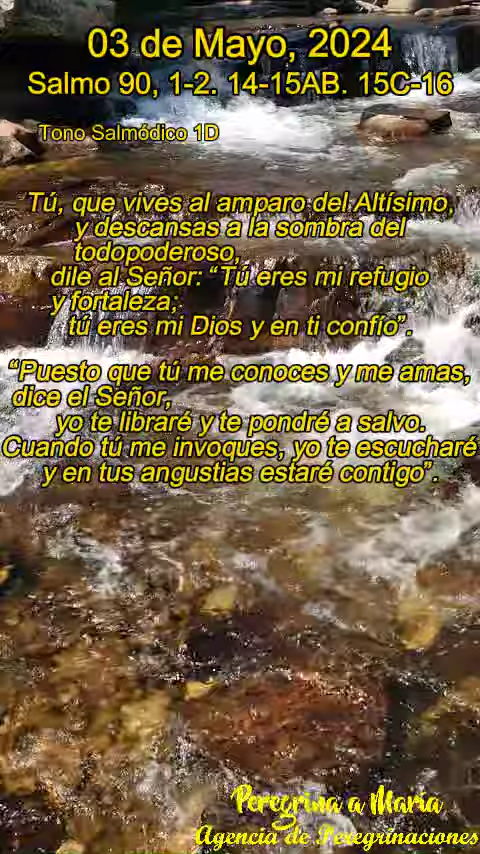 03 de Mayo, 2024
Salmo 90, 1-2. 14-15AB. 15C-16
Tono Salmódico 1D
Tú, que vives al amparo del Altísimo,
y descansas a la sombra del
todopoderoso,
dile al Señor: “Tú eres mi refugio
y fortaleza;
tú eres mi Dios y en ti confío”.
“Puesto que tú me conoces y me amas,
dice el Señor,
yo te libraré y te pondré a salvo.
Cuando tú me invoques, yo te escucharé
y en tus angustias estaré contigo”.
Peregrina a María
Agencia de Peregrinaciones